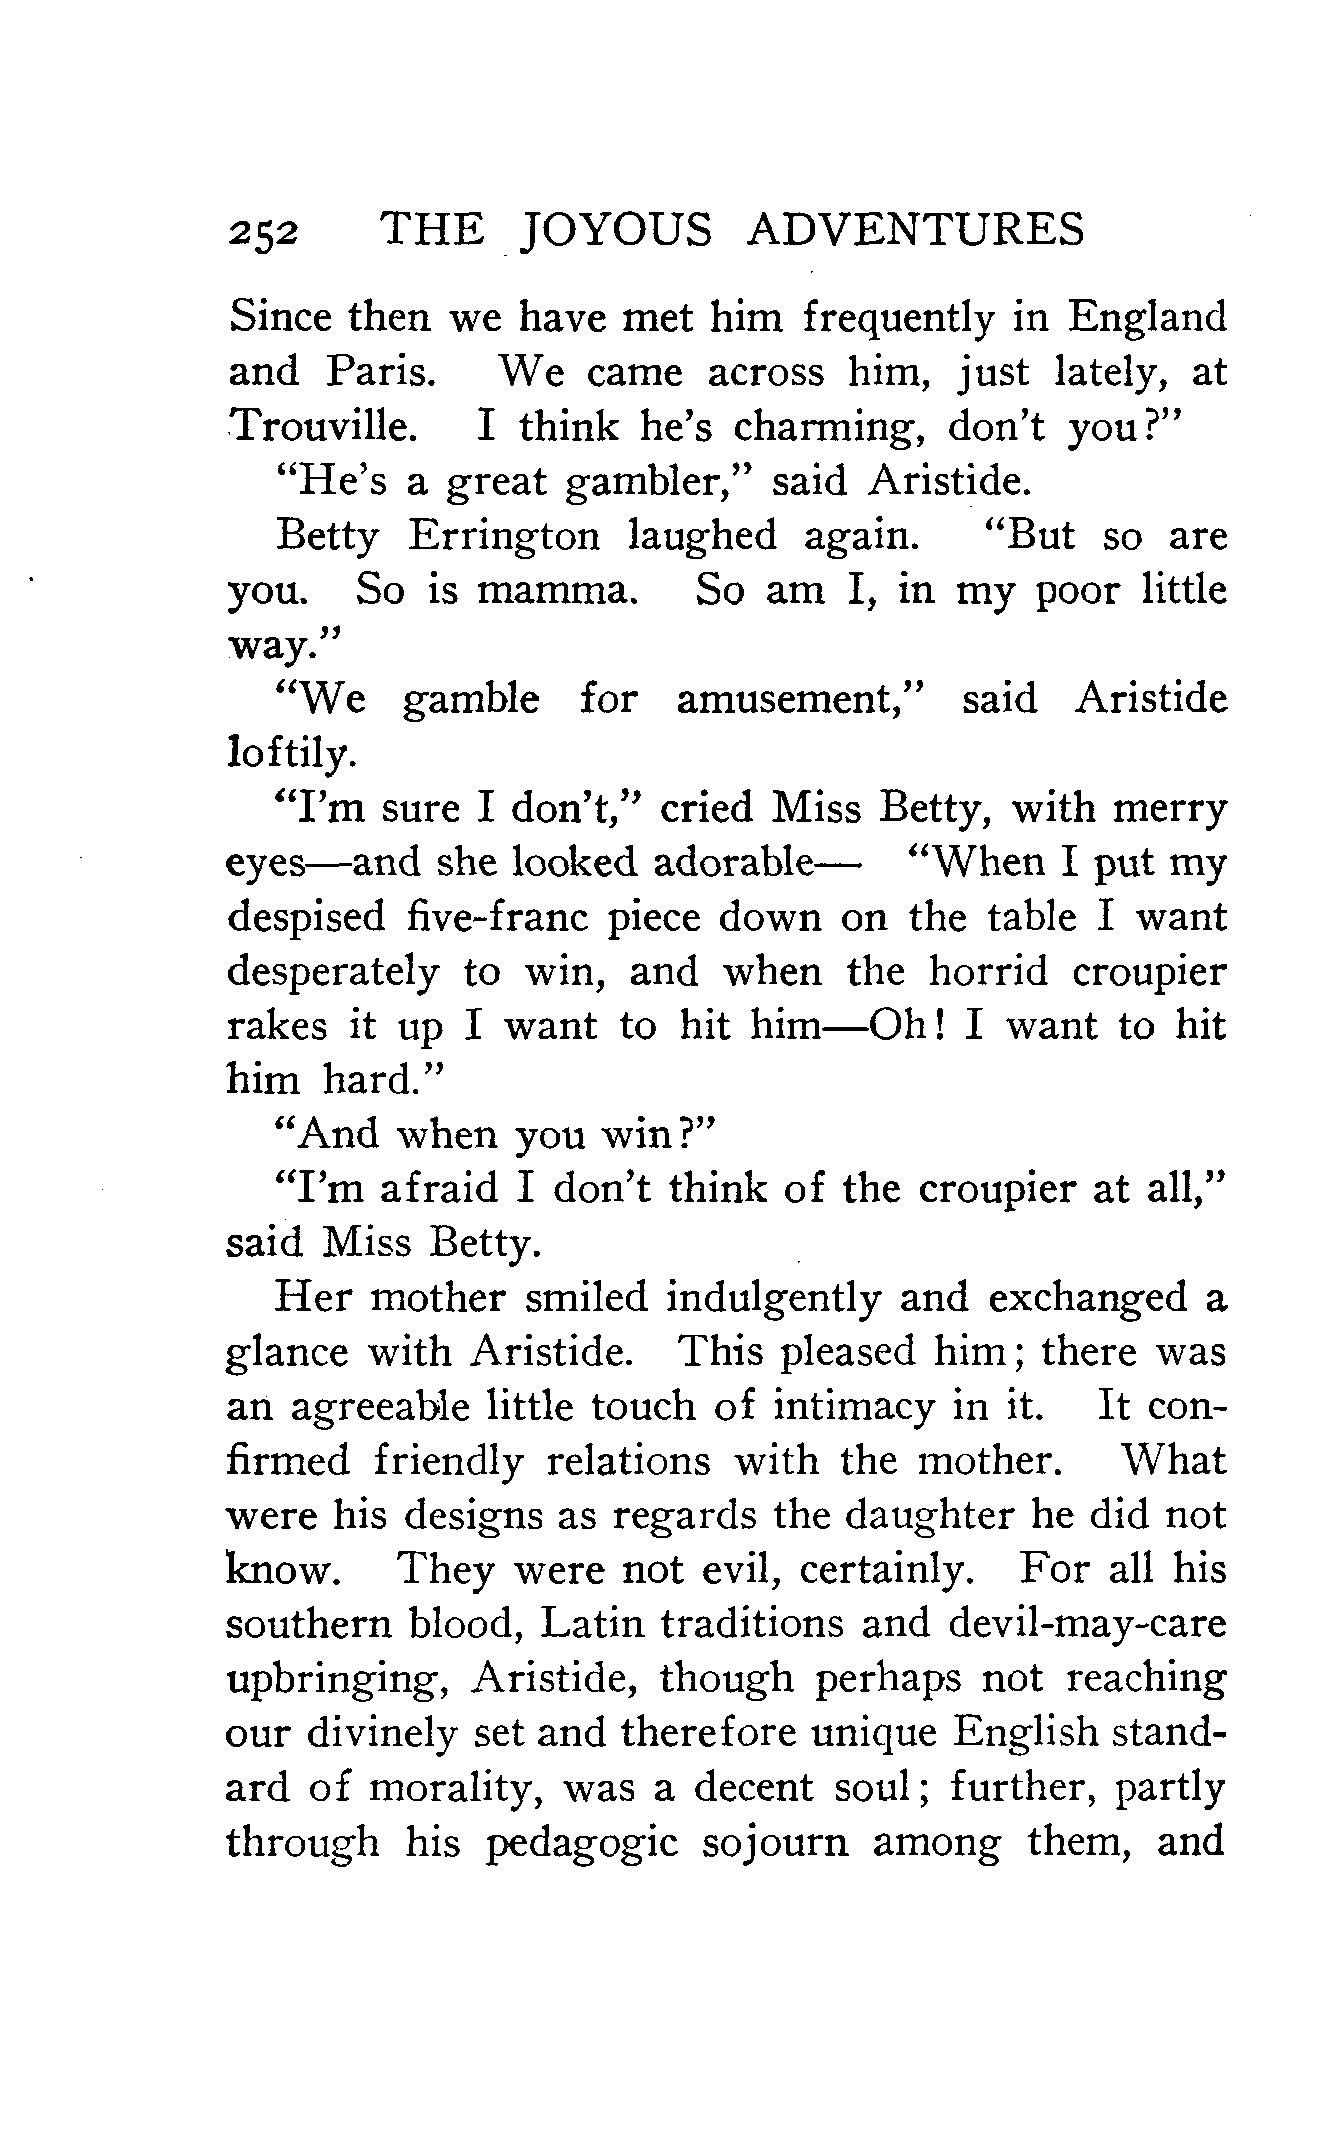 252 THE JOYOUS ADVENTURES
Since then we have met him frequently in England
and Paris. We came across him, just lately, at
Trouville. I think he's charming, don't you?"
"He's a great gambler," said Aristide.
Betty Errington laughed again. "But so are
you. So is mamma. So am I, in my poor little
way."
"We gamble for amusement," said Aristide
loftily.
"I'm sure I don't," cried Miss Betty, with merry
eyes—and she looked adorable— "When I put my
despised five-franc piece down on the table I want
desperately to win, and when the horrid croupier
rakes it up I want to hit him—Oh! I want to hit
him hard."
"And when you win?"
"I'm afraid I don't think of the croupier at all,"
said Miss Betty.
Her mother smiled indulgently and exchanged a
glance with Aristide. This pleased him; there was
an agreeable little touch of intimacy in it. It con-
firmed friendly relations with the mother. What
were his designs as regards the daughter he did not
know. They were not evil, certainly. For all his
southern blood, Latin traditions and devil-may-care
upbringing, Aristide, though perhaps not reaching
our divinely set and therefore unique English stand-
ard of morality, was a decent soul; further, partly
through his pedagogic sojourn among them, and